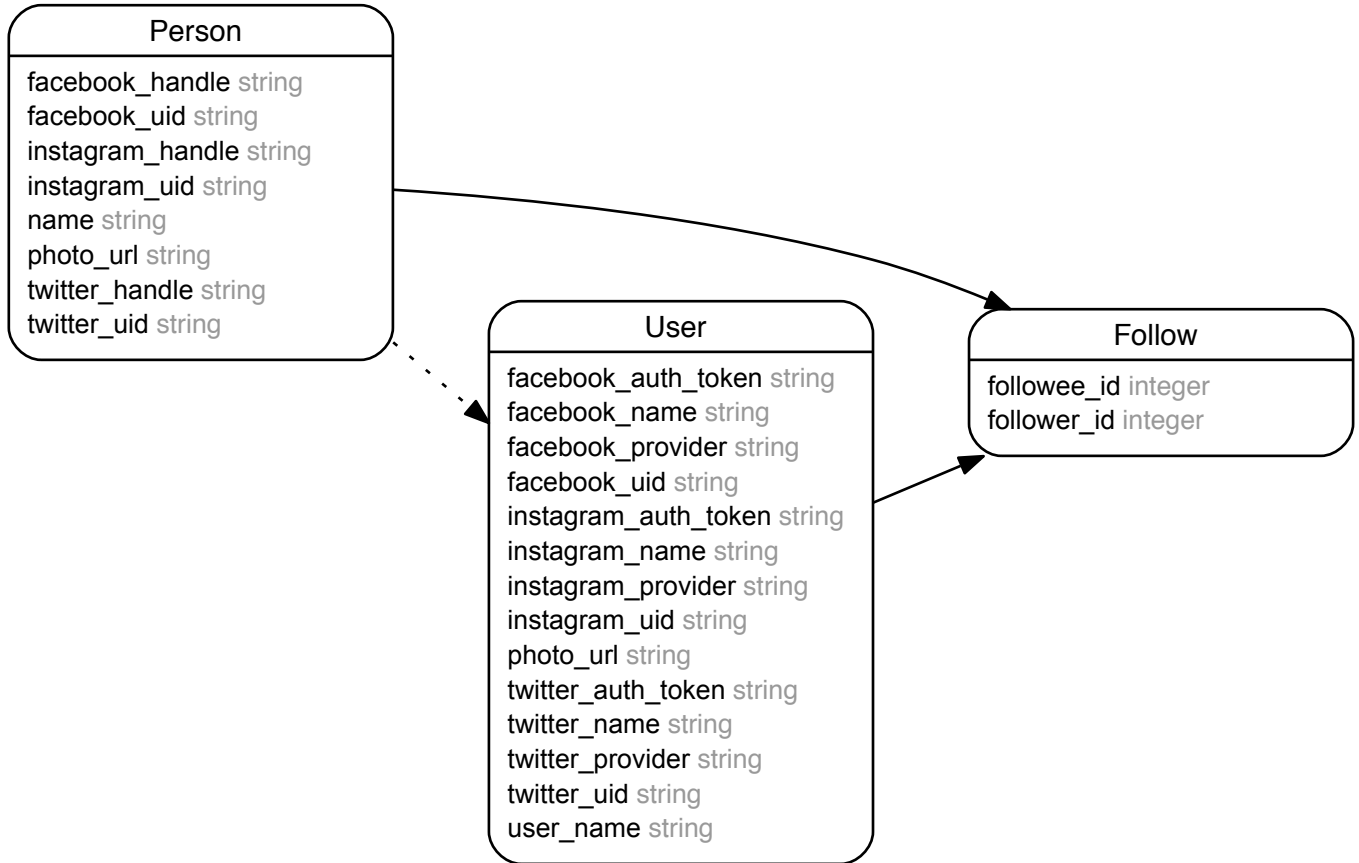 Person
facebook_handle string
facebook_uid string
instagram_handle string
instagram_uid string
name string
photo_url string
twitter_handle string
twitter_uid string
User
facebook_auth_token string
facebook_name string
facebook_provider string
facebook_uid string
instagram_auth_token string
instagram_name string
instagram_provider string
instagram_uid string
photo_url string
twitter_auth_token string
twitter_name string
twitter_provider string
twitter_uid string
user_name string
Follow
followee_id integer
follower_id integer